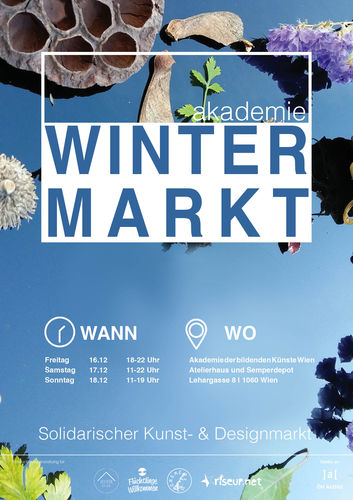 akademie
WINTER
MARKT
WANN
Freitag 16.12 18-22 Uhr
Samstag 17.12 11-22 Uhr
Sonntag 18.12 11-19 Uhr
WO
Akademie der bildenden Künste Wien
Atelierhaus und Semperdepot
Lehargasse 8 I 1060 Wien
Solidarischer Kunst- & Designmarkt
Flüchtlinge
Willkommen
riseur.net